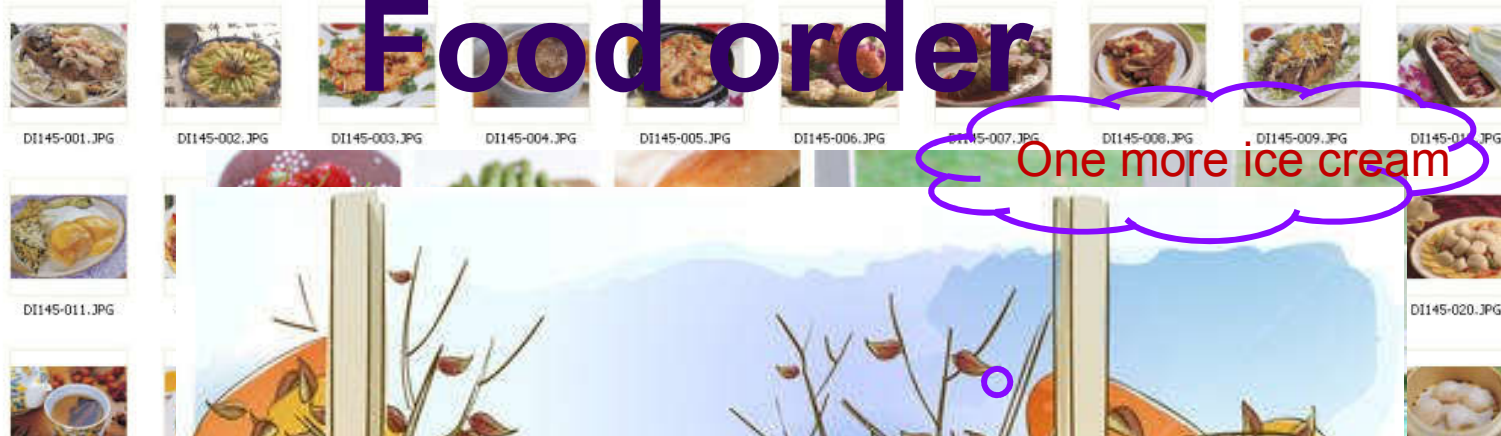 Food order
DI145-001.JPG DI145-002.JPG DI145-003.JPG DI145-004.JPG DI145-005.JPG DI145-006.JPG DI145-007.JPG DI145-008.JPG DI145-009.JPG
One more ice cream
DI145-011.JPG DI145-020.JPG